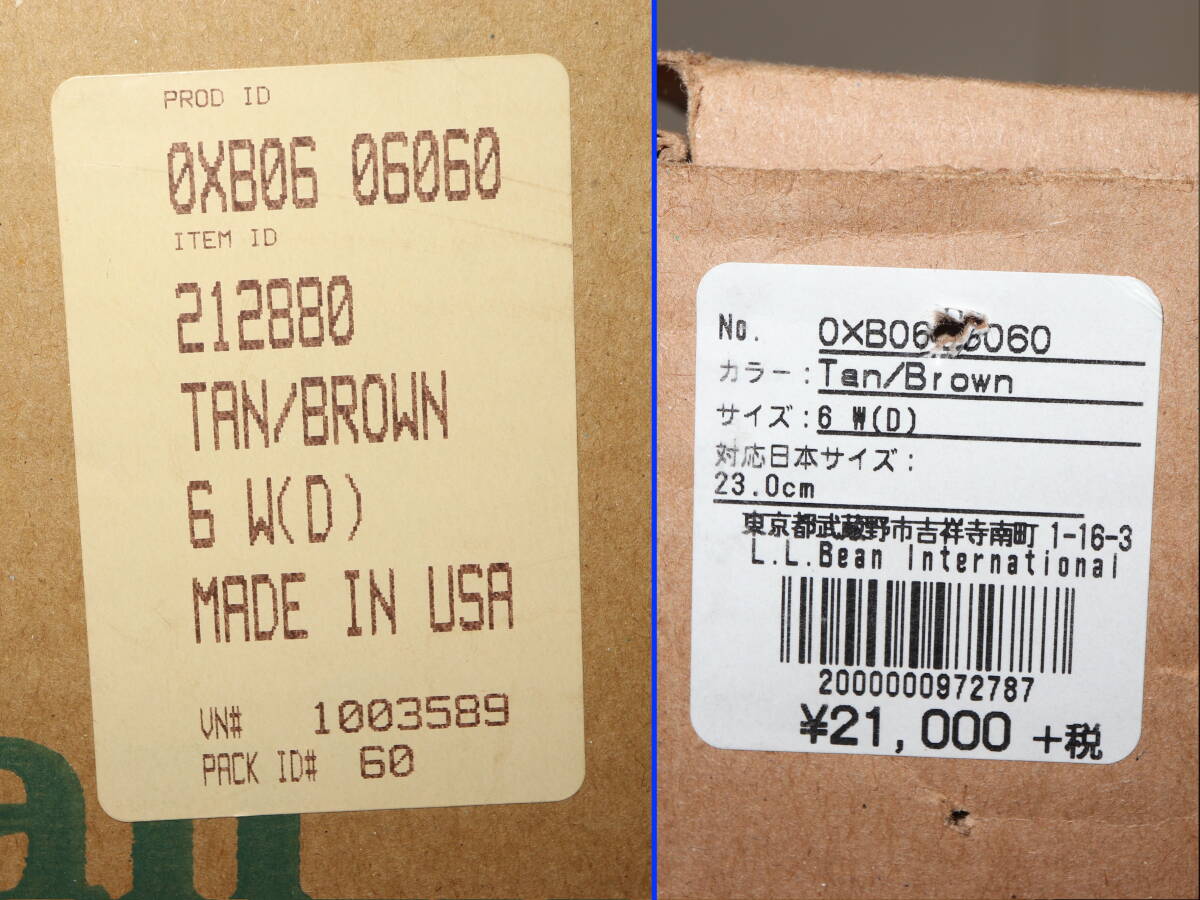 PROD ID
0XB06 06060
ITEM ID
212880
TAN/BROWN
6 W(D)
MADE IN USA
VN# 1003589
PACK ID# 60
No. 
カラー: Tan/Brown
サイズ: 6 W(D)
対応日本サイズ:
23.0cm
東京都武蔵野市吉祥寺南町 1-16-3
L.L.Bean International
2000000972787
¥21,000 +税